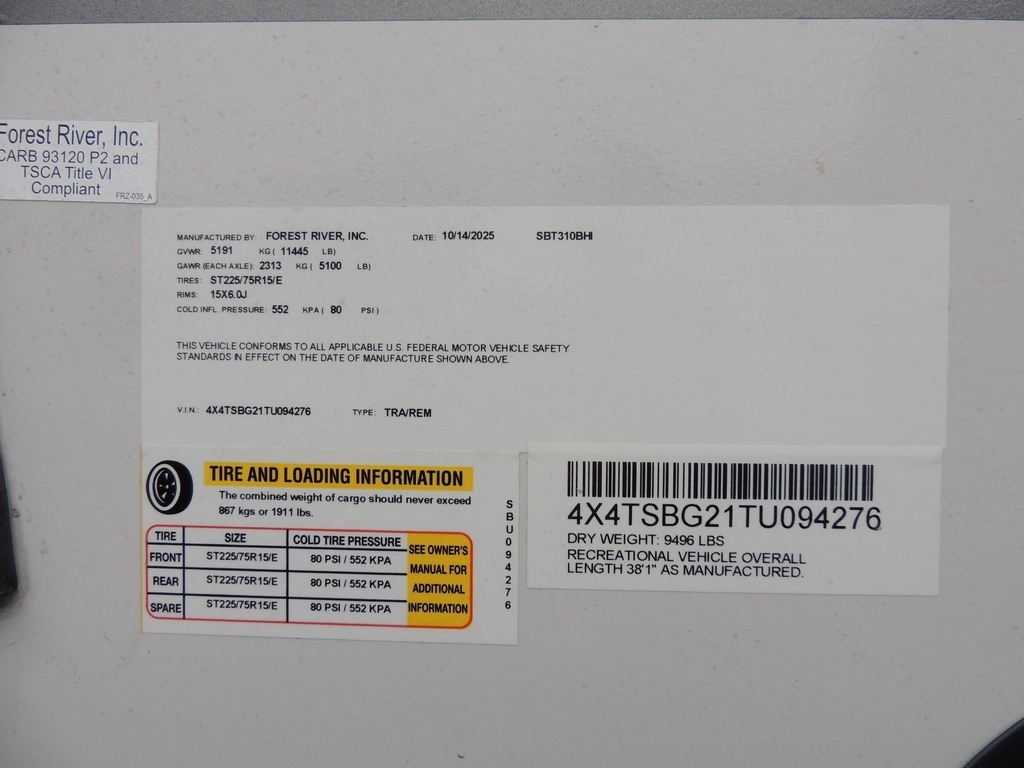 Forest River, Inc.
CARB 93120 P2 and
TSCA Title VI
Compliant
FRZ-035_A
MANUFACTURED BY: FOREST RIVER, INC. DATE: 10/14/2025 SBT310BHI
GVWR: 5191 KG ( 11445 LB)
GAWR (EACH AXLE): 2313 KG ( 5100 LB)
TIRES: ST225/75R15/E
RIMS: 15X6.0J
COLD INFL. PRESSURE: 552 KPA ( 80 PSI )
THIS VEHICLE CONFORMS TO ALL APPLICABLE U.S. FEDERAL MOTOR VEHICLE SAFETY
STANDARDS IN EFFECT ON THE DATE OF MANUFACTURE SHOWN ABOVE.
V.I.N.: 4X4TSBG21TU094276 TYPE: TRA/REM
TIRE AND LOADING INFORMATION
The combined weight of cargo should never exceed
867 kgs or 1911 lbs.
TIRE SIZE COLD TIRE PRESSURE
FRONT ST225/75R15/E 80 PSI / 552 KPA
REAR ST225/75R15/E 80 PSI / 552 KPA
SPARE ST225/75R15/E 80 PSI / 552 KPA
SEE OWNER'S
MANUAL FOR
ADDITIONAL
INFORMATION
SBU094276
4X4TSBG21TU094276
DRY WEIGHT: 9496 LBS
RECREATIONAL VEHICLE OVERALL
LENGTH 38'1" AS MANUFACTURED.